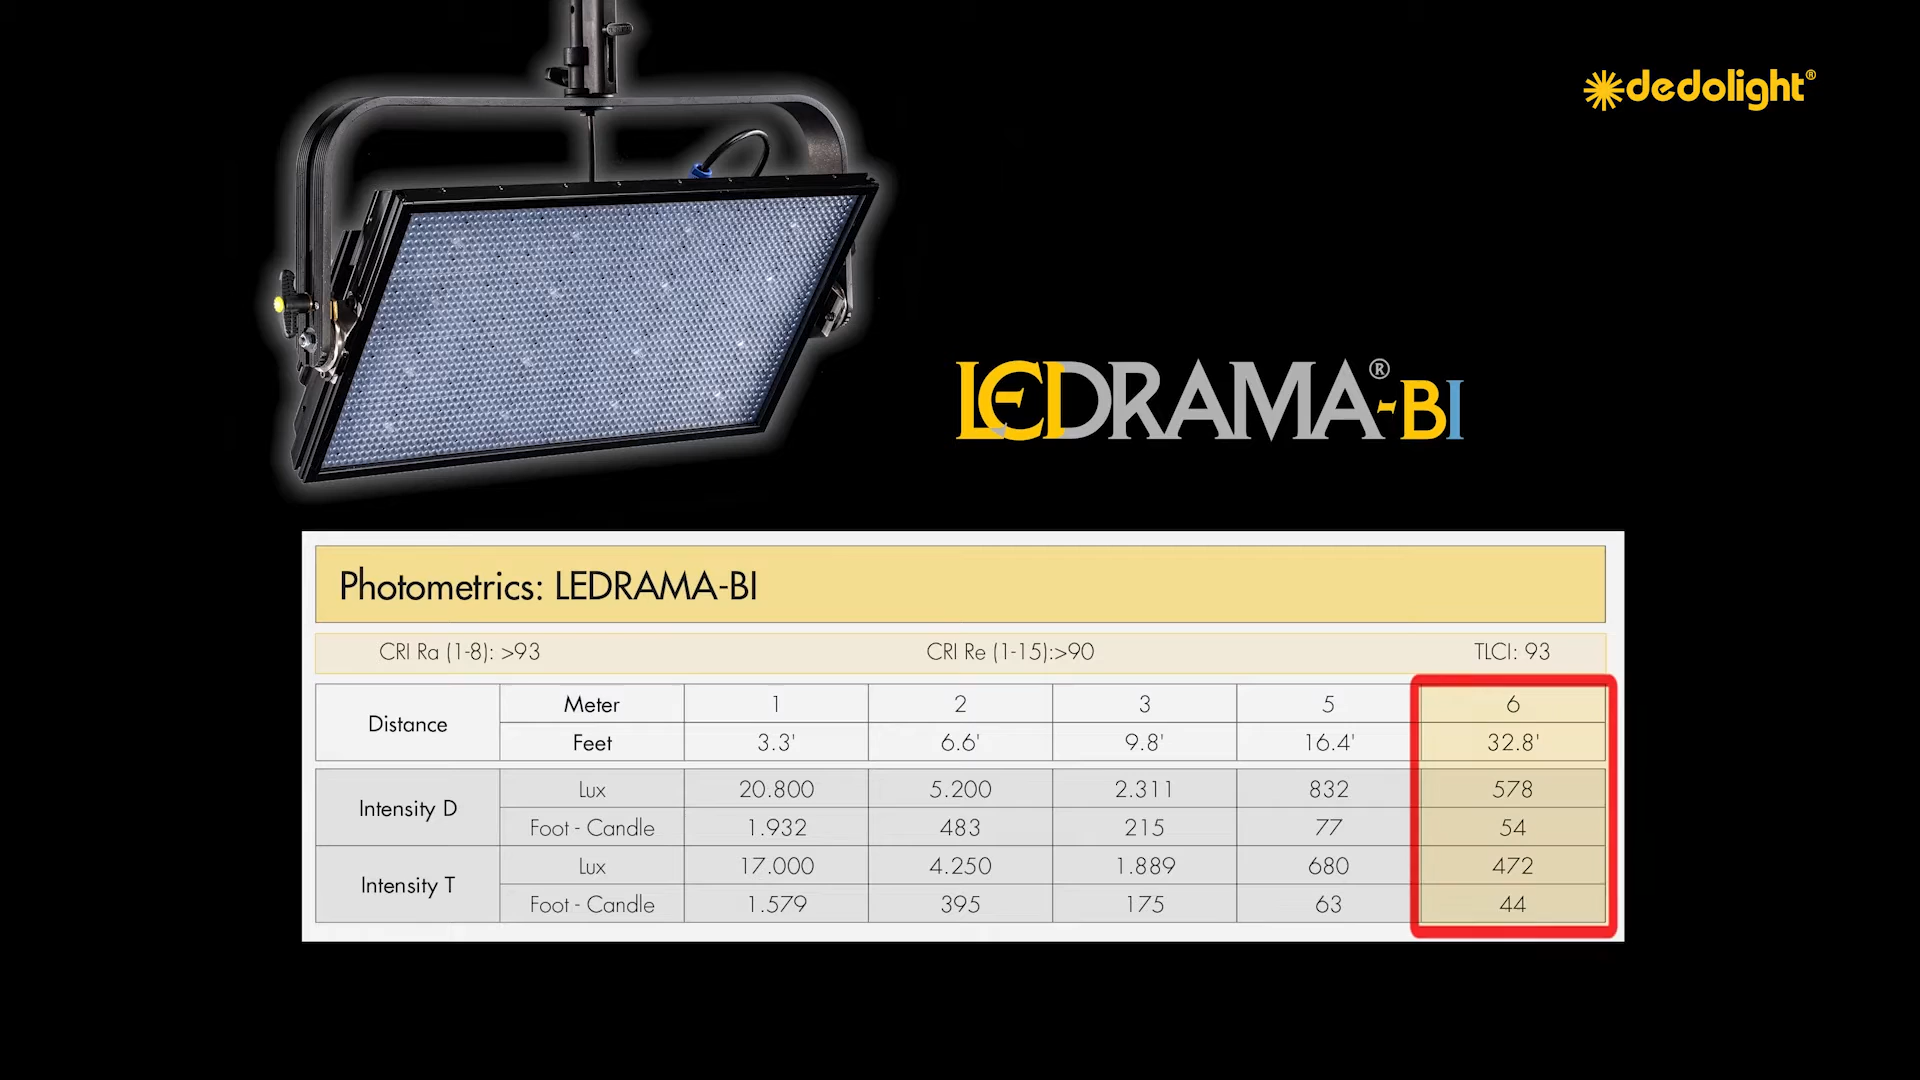 dedolight®
LEDRAMA®-BI
Photometrics: LEDRAMA-BI
CRI Ra (1-8): >93 CRI Re (1-15):>90 TLCI: 93
Distance Meter 1 2 3 5 6
Feet 3.3' 6.6' 9.8' 16.4' 32.8'
Intensity D Lux 20.800 5.200 2.311 832 578
Foot - Candle 1.932 483 215 77 54
Intensity T Lux 17.000 4.250 1.889 680 472
Foot - Candle 1.579 395 175 63 44